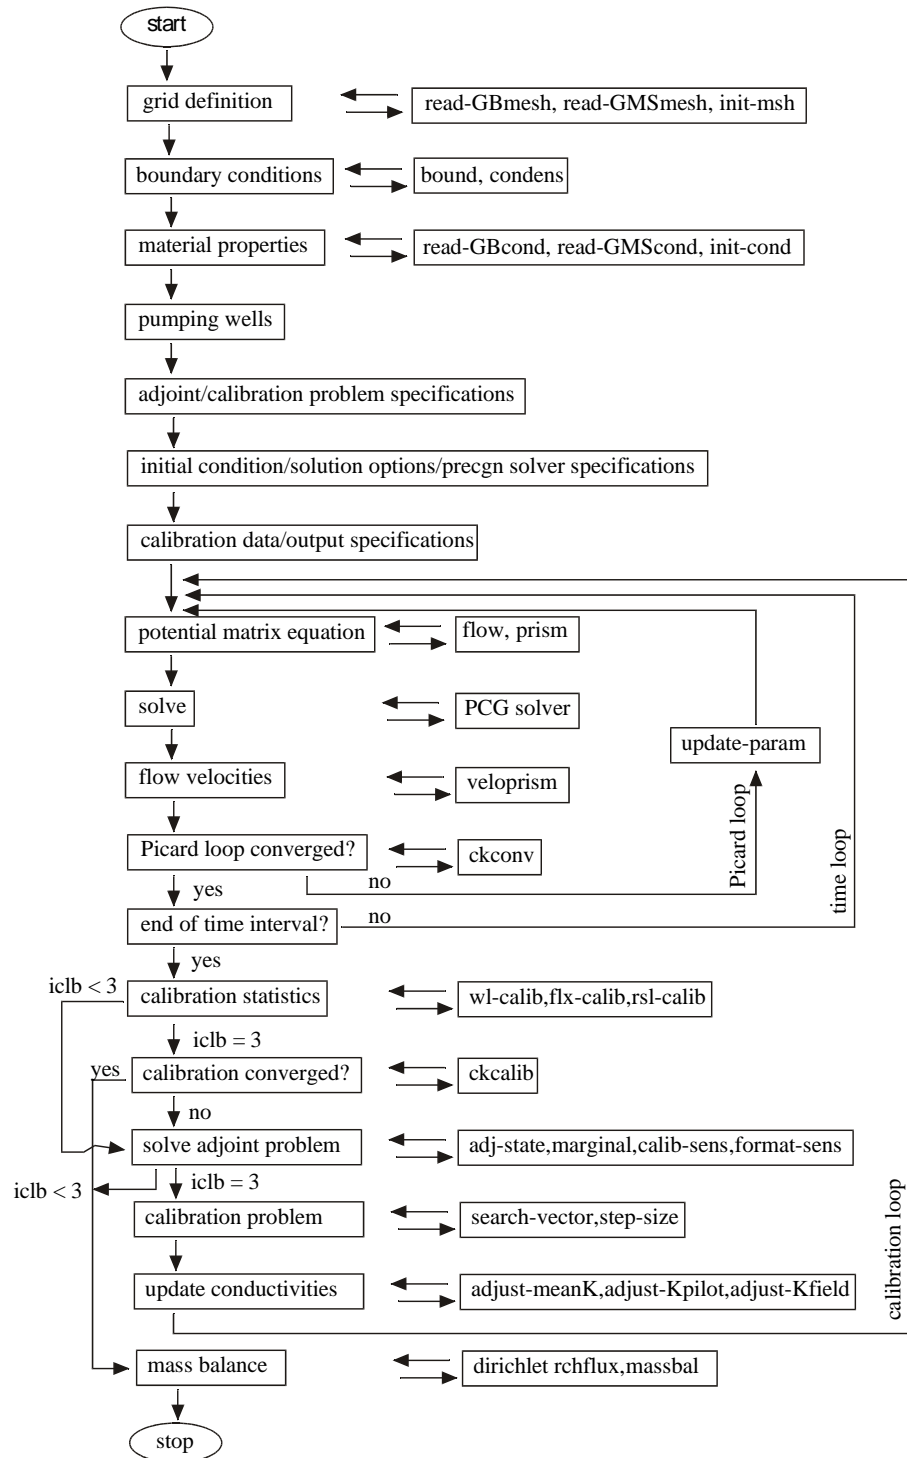 start
grid definition
read-GBmesh, read-GMSmesh, init-msh
boundary conditions
bound, condens
material properties
read-GBcond, read-GMScond, init-cond
pumping wells
adjoint/calibration problem specifications
initial condition/solution options/precgn solver specifications
calibration data/output specifications
potential matrix equation
flow, prism
solve
PCG solver
update-param
flow velocities
veloprism
Picard loop
time loop
Picard loop converged?
ckconv
no
yes
end of time interval?
no
yes
iclb < 3
calibration statistics
wl-calib,flx-calib,rsl-calib
iclb = 3
yes
calibration converged?
ckcalib
no
solve adjoint problem
adj-state,marginal,calib-sens,format-sens
iclb < 3
iclb = 3
calibration loop
calibration problem
search-vector,step-size
update conductivities
adjust-meanK,adjust-Kpilot,adjust-Kfield
mass balance
dirichlet rchflux,massbal
stop